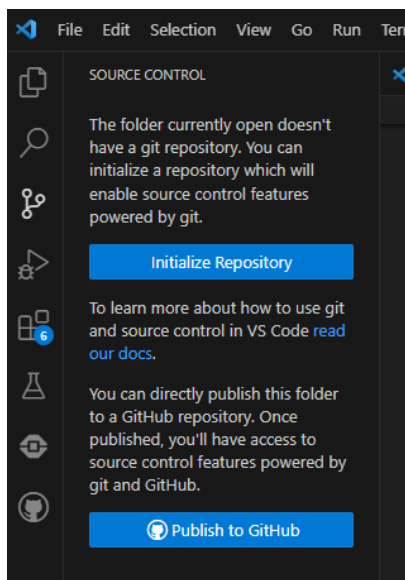 File Edit Selection View Go Run Ter
SOURCE CONTROL
The folder currently open doesn't
have a git repository. You can
initialize a repository which will
enable source control features
powered by git.
Initialize Repository
To learn more about how to use git
and source control in VS Code read
our docs.
6
You can directly publish this folder
to a GitHub repository. Once
published, you'll have access to
source control features powered by
git and GitHub.
Publish to GitHub